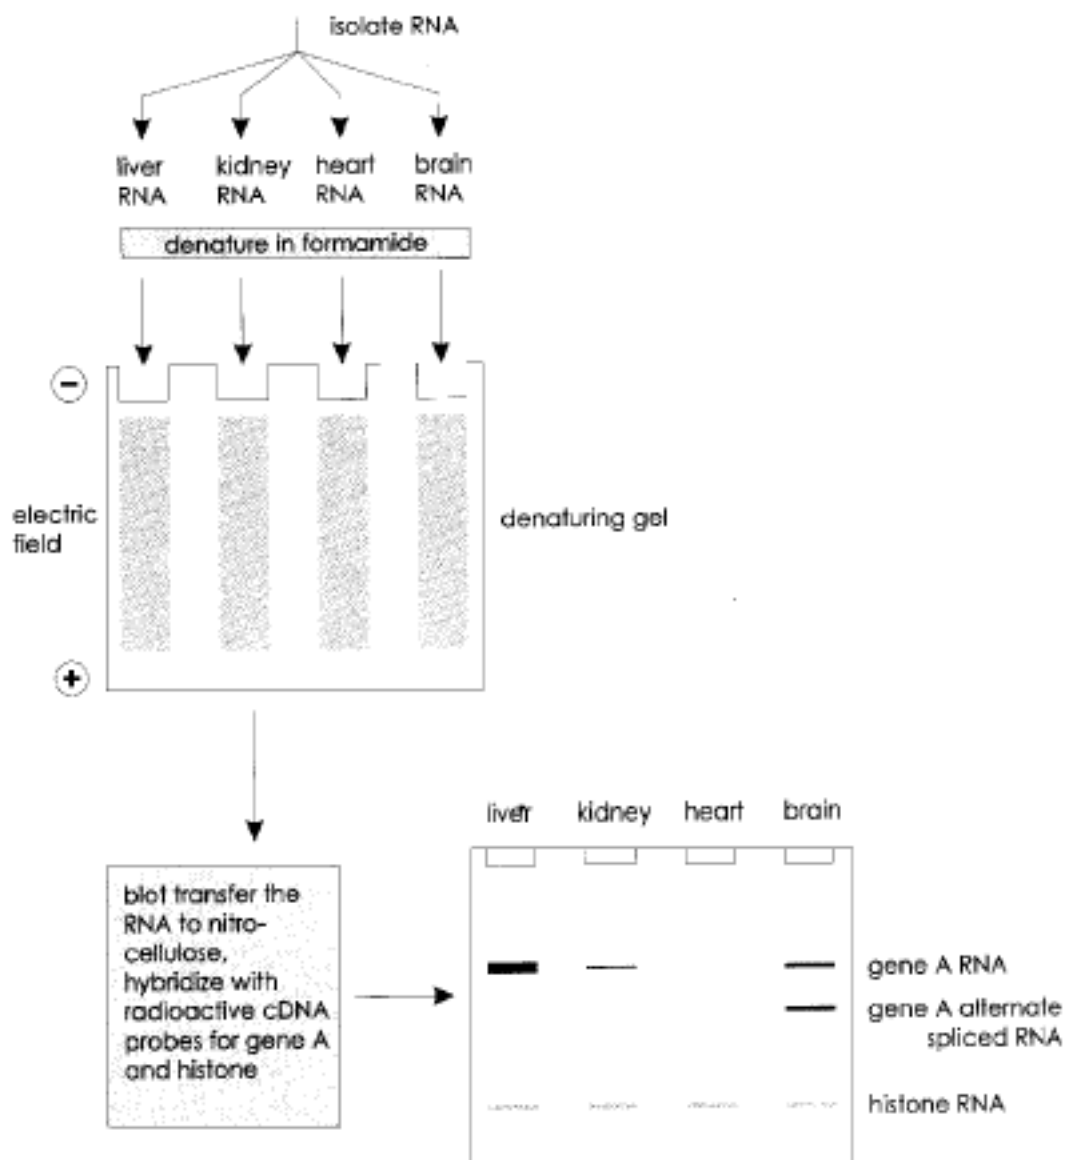 isolate RNA
liver kidney heart brain
RNA RNA RNA RNA
denature in formamide
−
electric
field
denaturing gel
+
liver kidney heart brain
blot transfer the
RNA to nitro-
cellulose,
hybridize with
radioactive cDNA
probes for gene A
and histone
gene A RNA
gene A alternate
spliced RNA
histone RNA